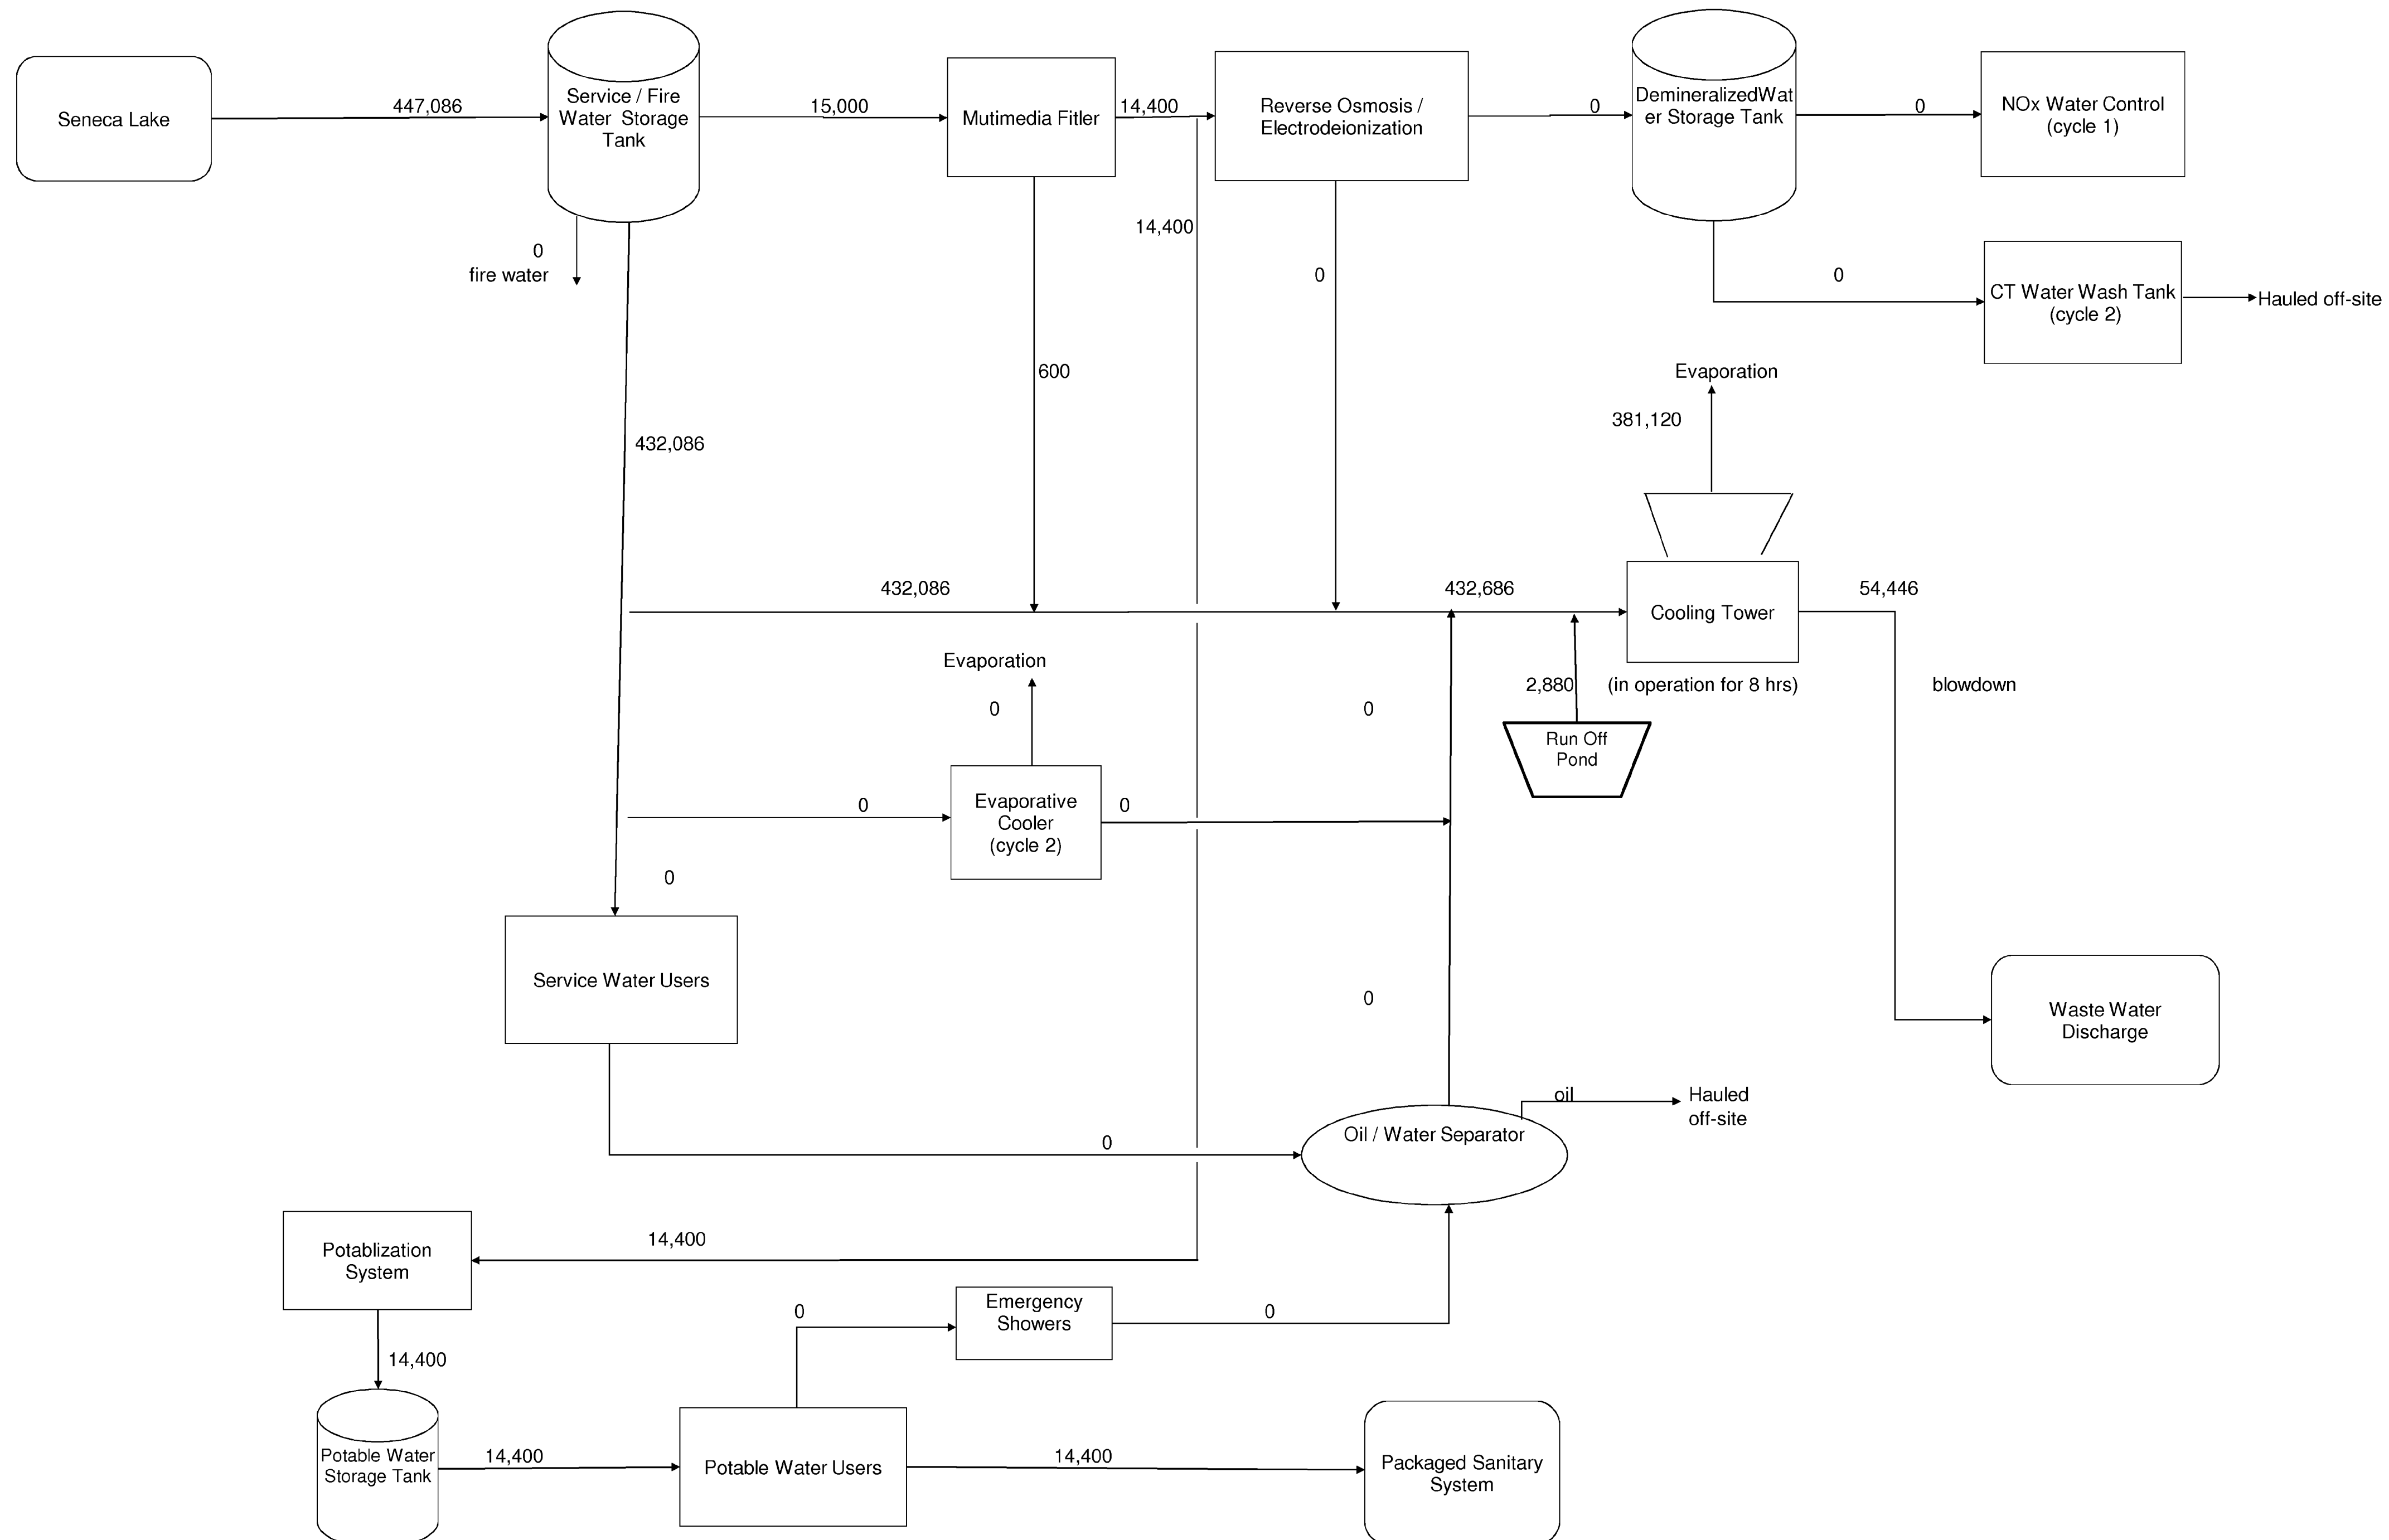 Seneca Lake
447,086
Service / Fire
Water Storage
Tank
15,000
Mutimedia Fitler
14,400
Reverse Osmosis /
Electrodeionization
0
DemineralizedWat
er Storage Tank
0
NOx Water Control
(cycle 1)
0
fire water
14,400
0
0
CT Water Wash Tank
(cycle 2)
Hauled off-site
600
Evaporation
381,120
432,086
432,086
432,686
Cooling Tower
54,446
(in operation for 8 hrs)
blowdown
2,880
Run Off
Pond
Evaporation
0
0
0
Evaporative
Cooler
(cycle 2)
0
0
Service Water Users
0
Waste Water
Discharge
oil
Hauled
off-site
Oil / Water Separator
0
Potablization
System
14,400
0
Emergency
Showers
0
14,400
Potable Water
Storage Tank
14,400
Potable Water Users
14,400
Packaged Sanitary
System